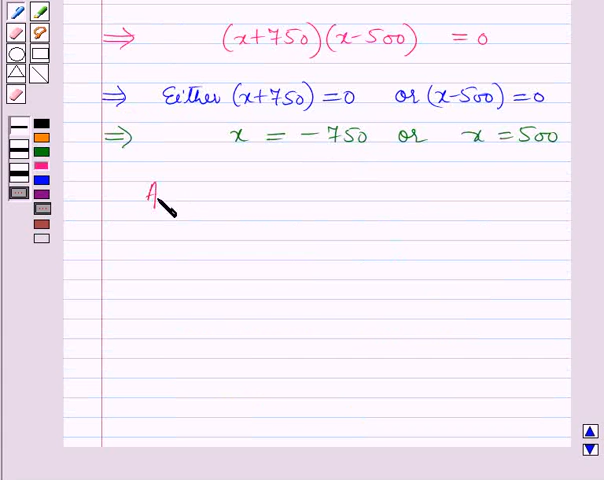 ⇒ (x+750)(x-500) = 0
⇒ Either (x+750) = 0 or (x-500) = 0
⇒ x = -750 or x = 500
A